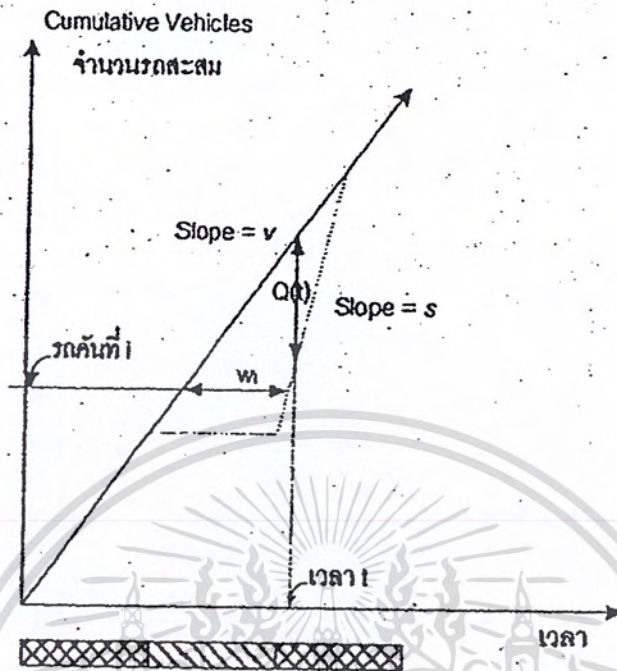 Cumulative Vehicles
จำนวนรถสะสม
Slope = v
Q(t)
Slope = s
รถคันที่ i
wi
เวลา t
เวลา